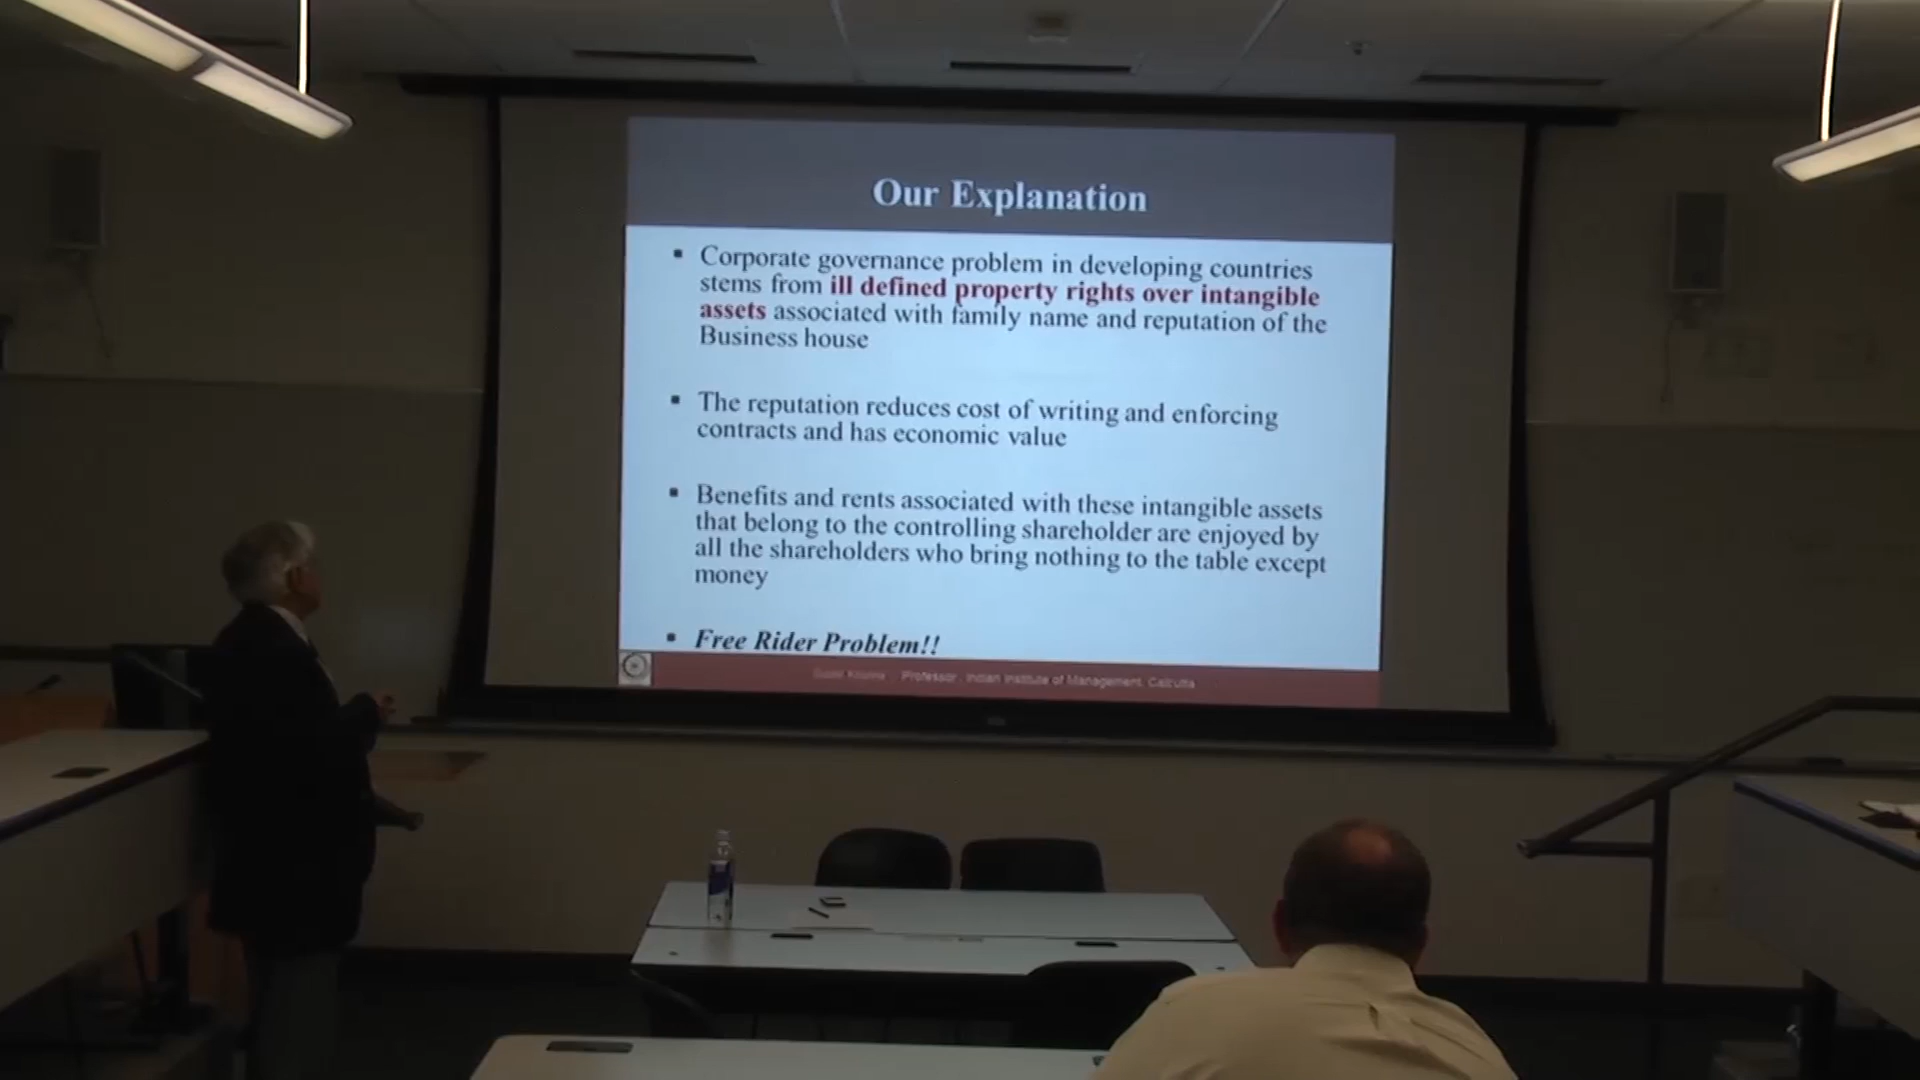 Our Explanation
Corporate governance problem in developing countries
stems from ill defined property rights over intangible
assets associated with family name and reputation of the
Business house
The reputation reduces cost of writing and enforcing
contracts and has economic value
Benefits and rents associated with these intangible assets
that belong to the controlling shareholder are enjoyed by
all the shareholders who bring nothing to the table except
money
Free Rider Problem!!
Professor, Indian Institute of Management, Calcutta